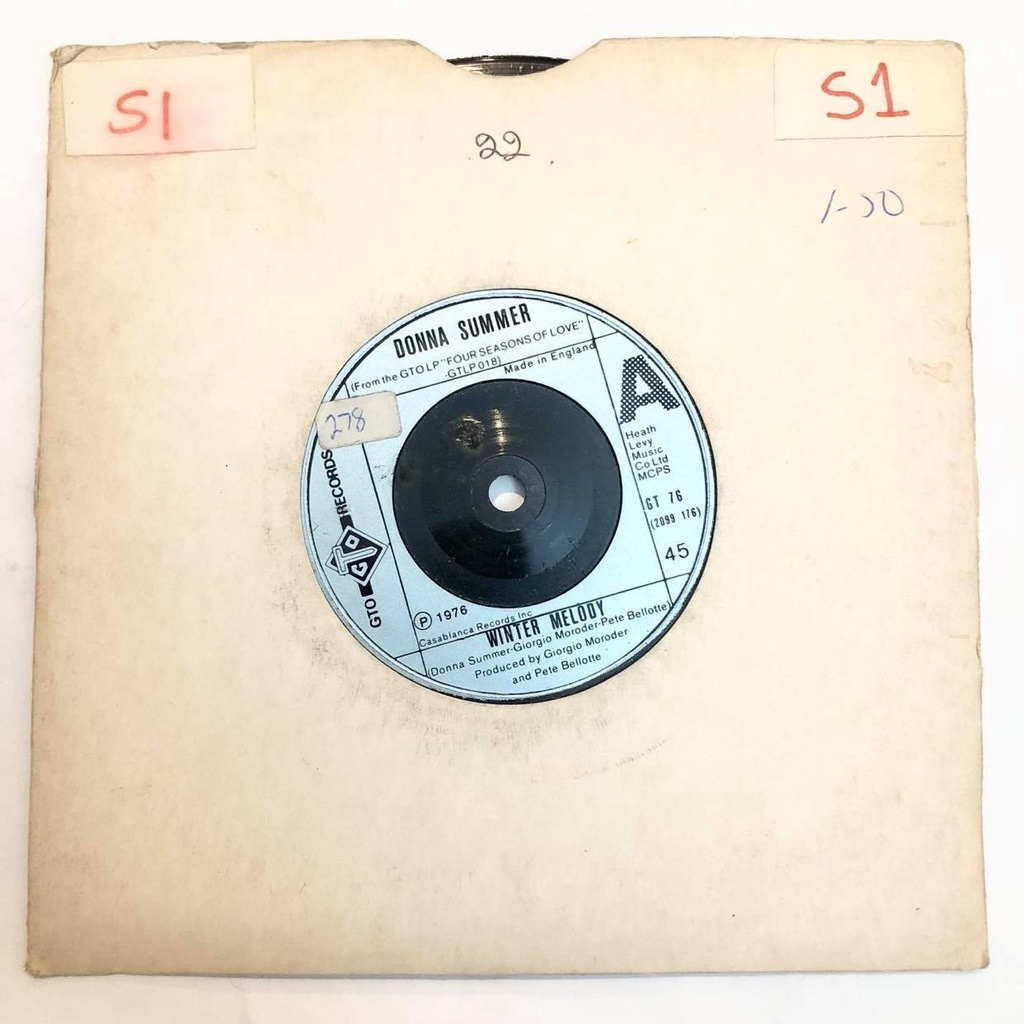 S1
S1
22.
1-50
DONNA SUMMER
(From the GTO LP "FOUR SEASONS OF LOVE"
GTLP 018)
Made in England
A
278
Heath
Levy
Music
Co Ltd
MCPS
GT 76
(2099 176)
45
GTO RECORDS
GTO
Ⓟ 1976
Casablanca Records Inc.
WINTER MELODY
(Donna Summer-Giorgio Moroder-Pete Bellotte)
Produced by Giorgio Moroder
and Pete Bellotte